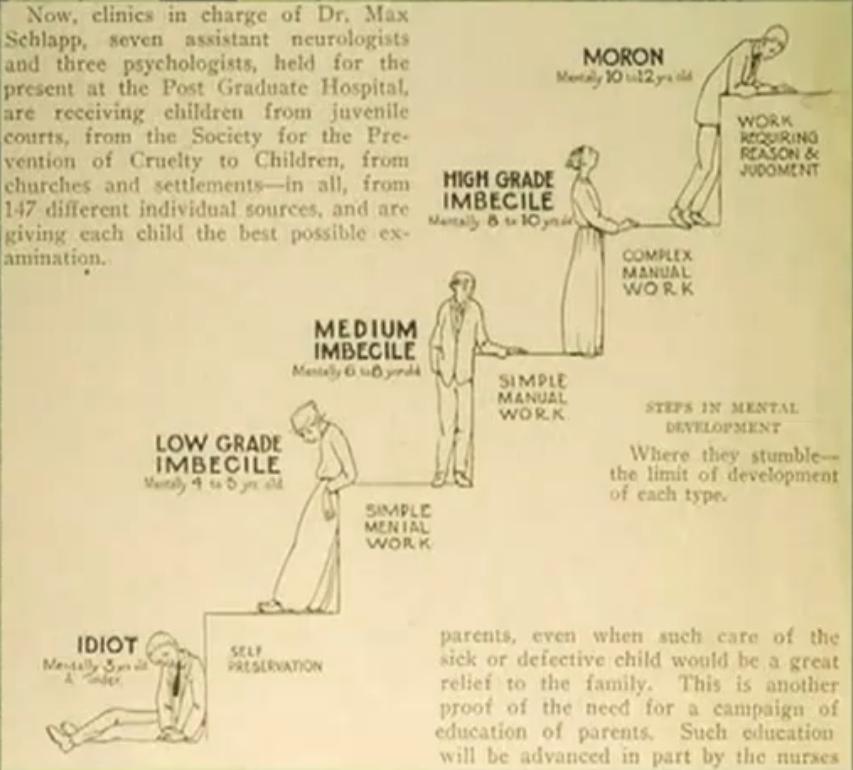 Now, clinics in charge of Dr. Max
Schlapp, seven assistant neurologists
and three psychologists, held for the
present at the Post Graduate Hospital,
are receiving children from juvenile
courts, from the Society for the Pre-
vention of Cruelty to Children, from
churches and settlements—in all, from
147 different individual sources, and are
giving each child the best possible ex-
amination.
MORON
Mentally 10 to 12 yrs old
WORK
REQUIRING
REASON &
JUDGMENT
HIGH GRADE
IMBECILE
Mentally 8 to 10 yrs old
COMPLEX
MANUAL
WORK
MEDIUM
IMBECILE
Mentally 6 to 8 yrs old
SIMPLE
MANUAL
WORK
LOW GRADE
IMBECILE
Mentally 4 to 5 yrs old
SIMPLE
MENIAL
WORK
IDIOT
Mentally 3 yrs old
& under.
SELF
PRESERVATION
STEPS IN MENTAL
DEVELOPMENT
Where they stumble—
the limit of development
of each type.
parents, even when such care of the
sick or defective child would be a great
relief to the family. This is another
proof of the need for a campaign of
education of parents. Such education
will be advanced in part by the nurses